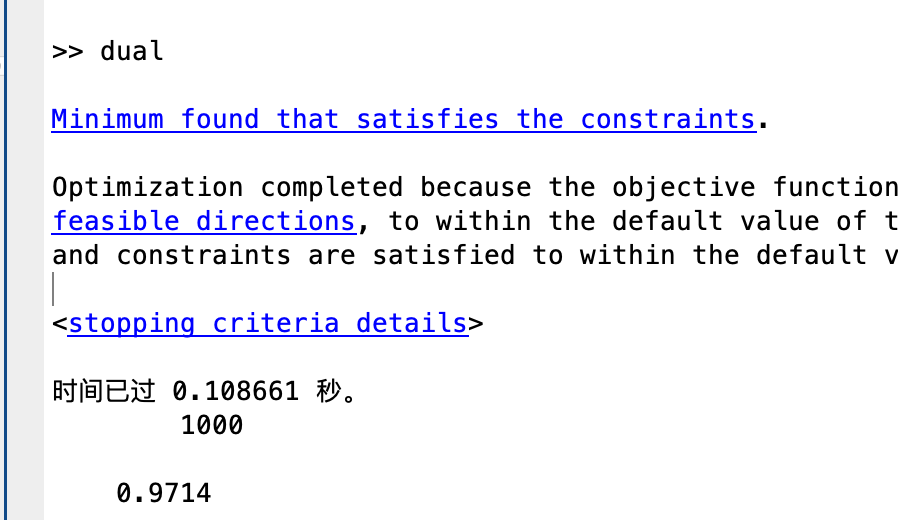 >> dual
Minimum found that satisfies the constraints.
Optimization completed because the objective function
feasible directions, to within the default value of t
and constraints are satisfied to within the default v
<stopping criteria details>
时间已过 0.108661 秒。
1000
0.9714